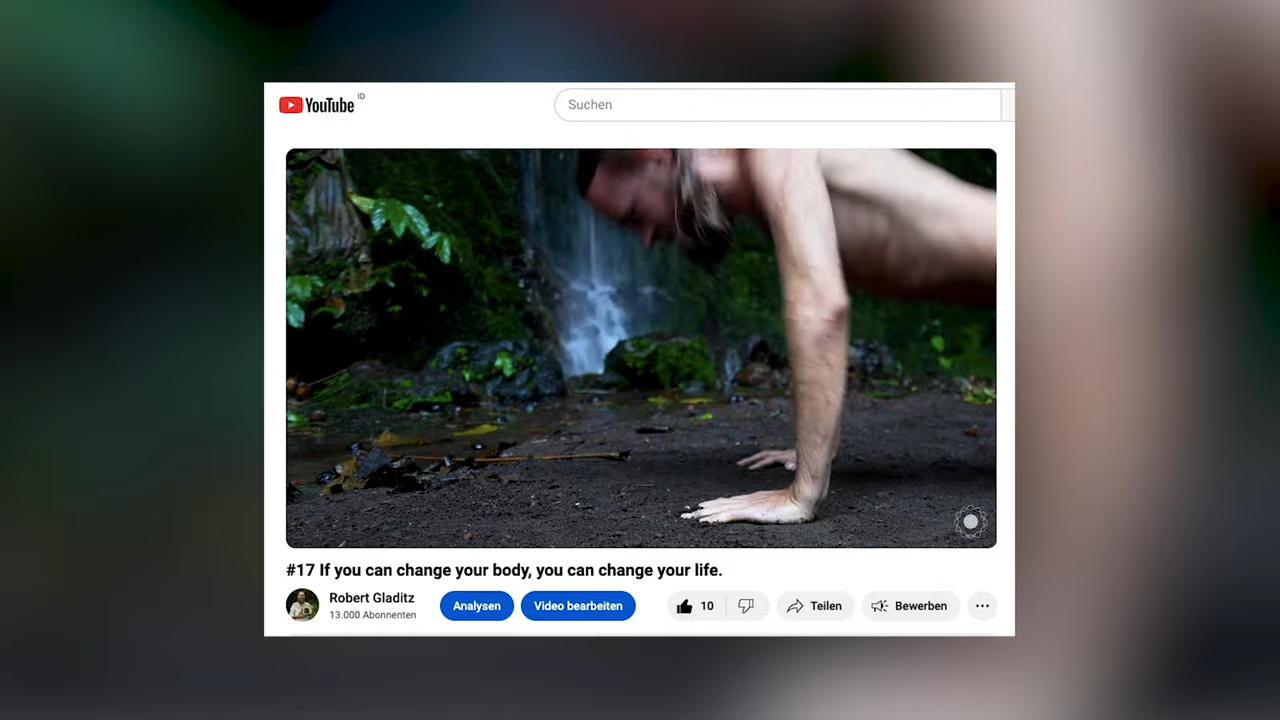 YouTube ID
Suchen
#17 If you can change your body, you can change your life.
Robert Gladitz
13.000 Abonnenten
Analysen
Video bearbeiten
10
Teilen
Bewerben